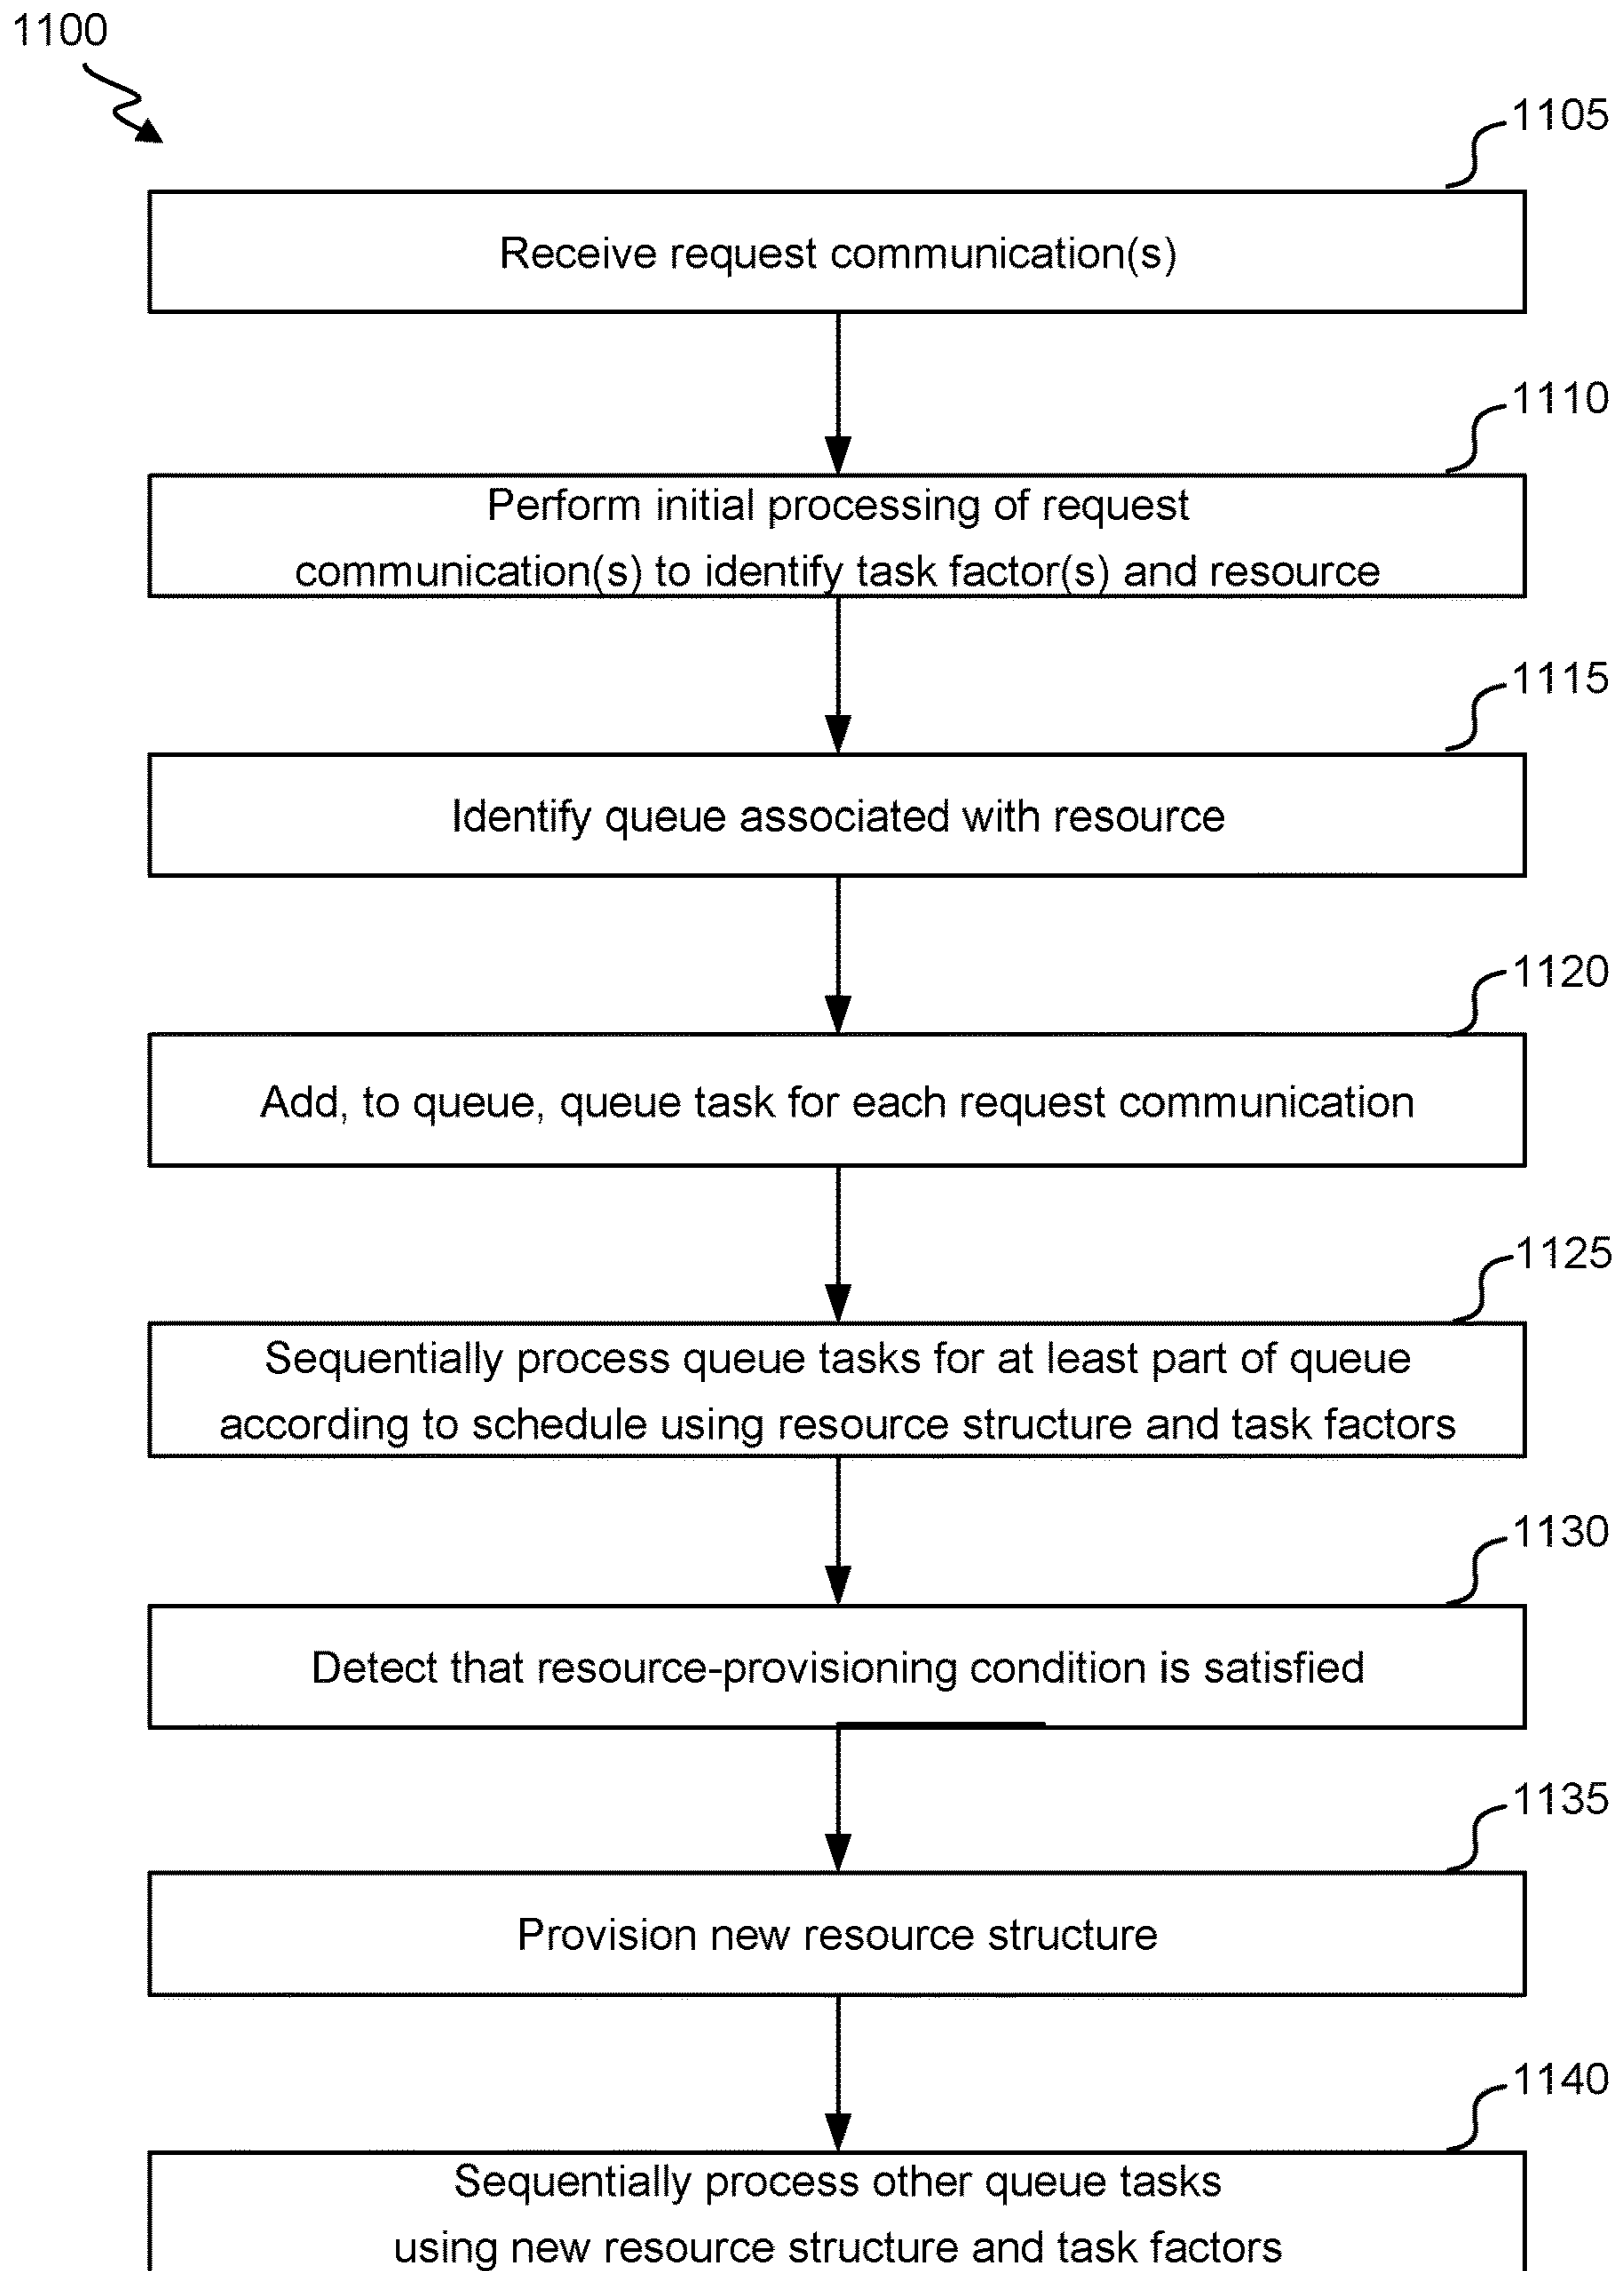 1100
1105
Receive request communication(s)
1110
Perform initial processing of request
communication(s) to identify task factor(s) and resource
1115
Identify queue associated with resource
1120
Add, to queue, queue task for each request communication
1125
Sequentially process queue tasks for at least part of queue
according to schedule using resource structure and task factors
1130
Detect that resource-provisioning condition is satisfied
1135
Provision new resource structure
1140
Sequentially process other queue tasks
using new resource structure and task factors